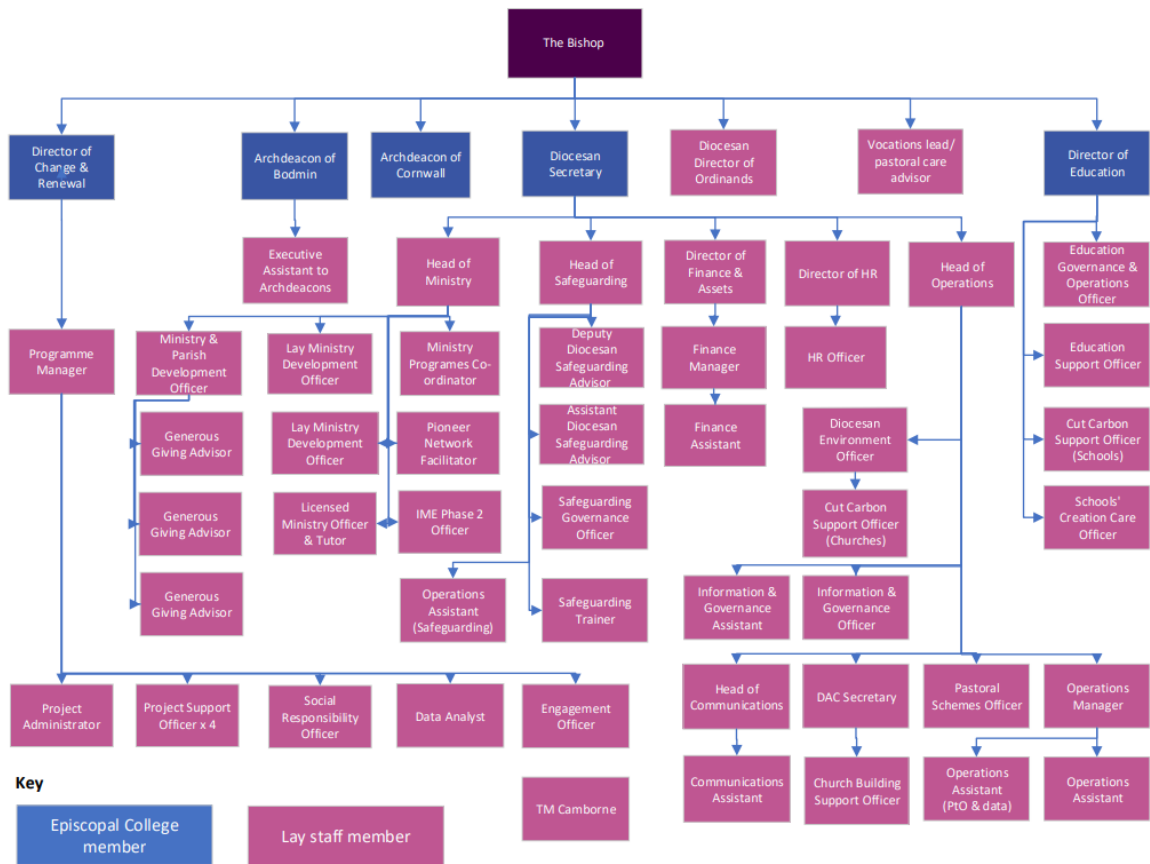 The Bishop
Director of
Change &
Renewal
Archdeacon of
Bodmin
Archdeacon of
Cornwall
Diocesan
Secretary
Diocesan
Director of
Ordinands
Vocations lead/
pastoral care
advisor
Director of
Education
Executive
Assistant to
Archdeacons
Head of
Ministry
Head of
Safeguarding
Director of
Finance &
Assets
Director of HR
Head of
Operations
Education
Governance &
Operations
Officer
Programme
Manager
Ministry &
Parish
Development
Officer
Lay Ministry
Development
Officer
Ministry
Programes Co-
ordinator
Deputy
Diocesan
Safeguarding
Advisor
Finance
Manager
HR Officer
Education
Support Officer
Generous
Giving Advisor
Lay Ministry
Development
Officer
Pioneer
Network
Facilitator
Assistant
Diocesan
Safeguarding
Advisor
Finance
Assistant
Diocesan
Environment
Officer
Cut Carbon
Support Officer
(Schools)
Generous
Giving Advisor
Licensed
Ministry Officer
& Tutor
IME Phase 2
Officer
Safeguarding
Governance
Officer
Cut Carbon
Support Officer
(Churches)
Schools'
Creation Care
Officer
Generous
Giving Advisor
Operations
Assistant
(Safeguarding)
Safeguarding
Trainer
Information &
Governance
Assistant
Information &
Governance
Officer
Project
Administrator
Project Support
Officer x 4
Social
Responsibility
Officer
Data Analyst
Engagement
Officer
Head of
Communications
DAC Secretary
Pastoral
Schemes Officer
Operations
Manager
Communications
Assistant
Church Building
Support Officer
Operations
Assistant
(PtO & data)
Operations
Assistant
TM Camborne
Key
Episcopal College
member
Lay staff member